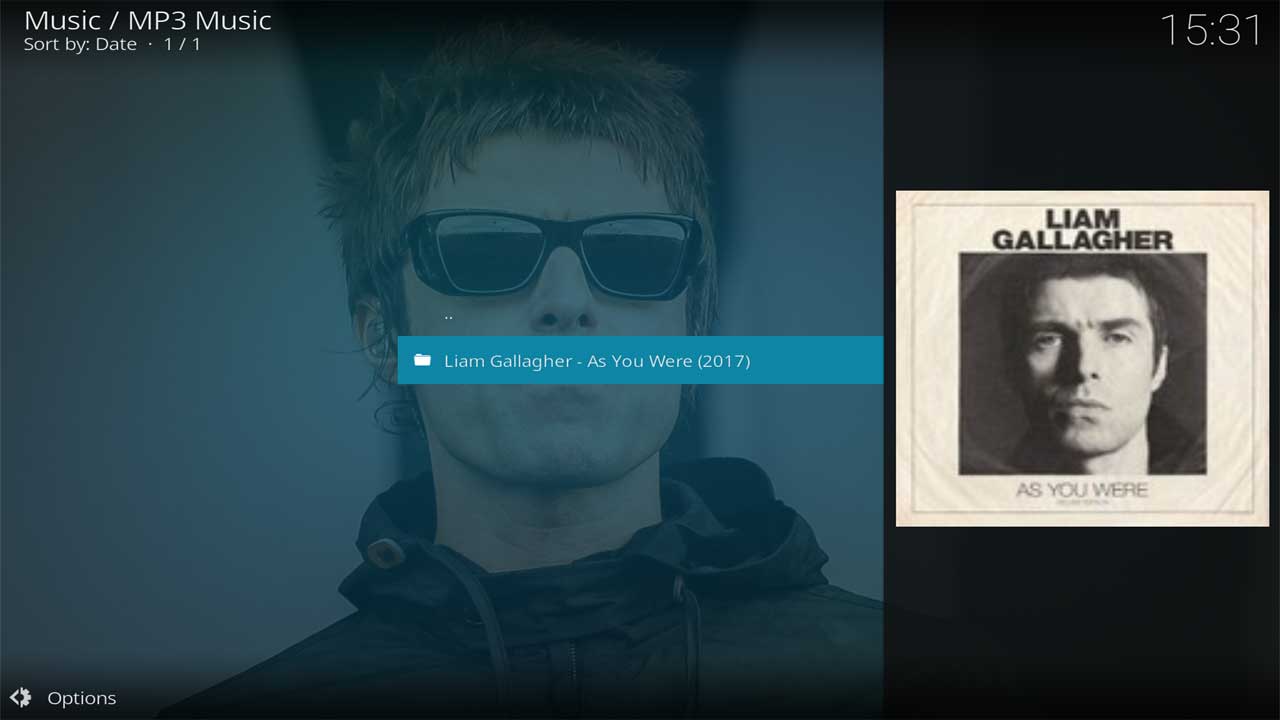 Music / MP3 Music
Sort by: Date · 1 / 1
15:31
..
Liam Gallagher - As You Were (2017)
LIAM
GALLAGHER
AS YOU WERE
Options